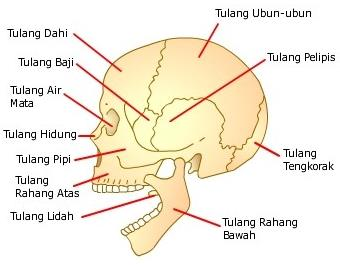 Tulang Ubun-ubun
Tulang Dahi
Tulang Pelipis
Tulang Baji
Tulang Air
Mata
Tulang Hidung
Tulang Pipi
Tulang
Tengkorak
Tulang
Rahang Atas
Tulang Lidah
Tulang Rahang
Bawah